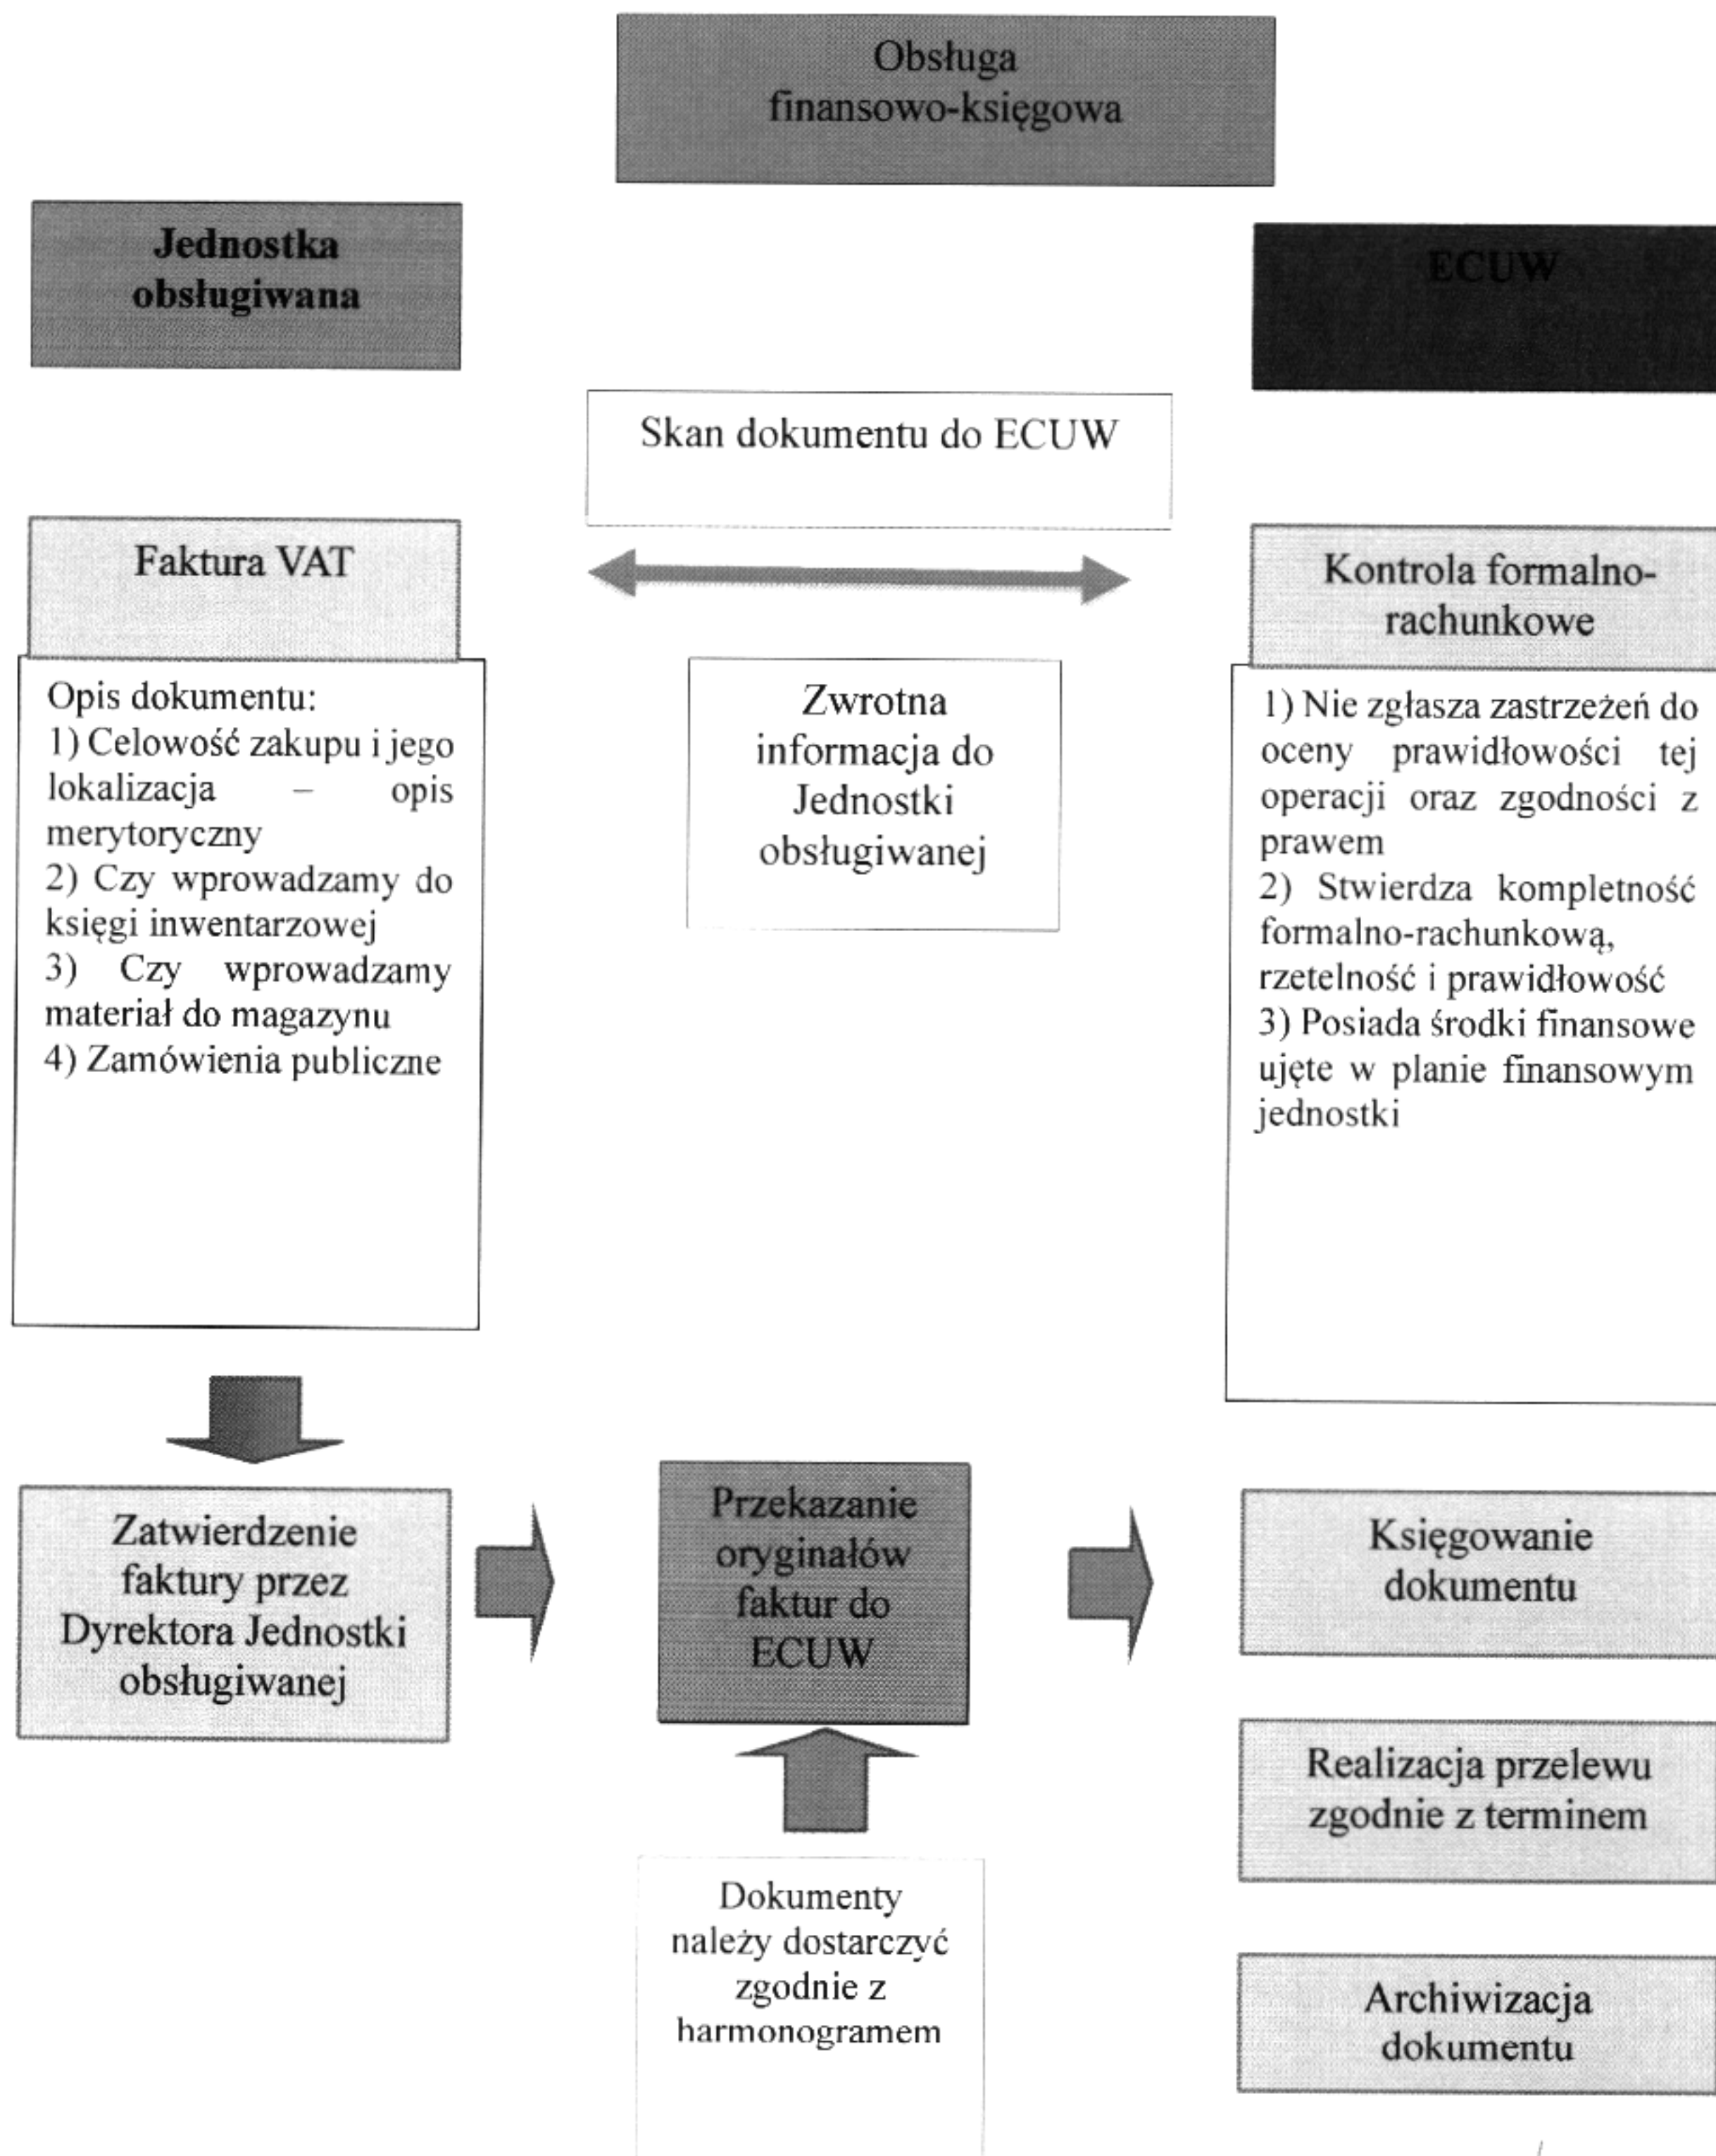 Obsługa
finansowo-księgowa
Jednostka
obsługiwana
ECUW
Skan dokumentu do ECUW
Faktura VAT
Kontrola formalno-
rachunkowe
Opis dokumentu:
1) Celowość zakupu i jego
lokalizacja – opis
merytoryczny
2) Czy wprowadzamy do
księgi inwentarzowej
3) Czy wprowadzamy
materiał do magazynu
4) Zamówienia publiczne
Zwrotna
informacja do
Jednostki
obsługiwanej
1) Nie zgłasza zastrzeżeń do
oceny prawidłowości tej
operacji oraz zgodności z
prawem
2) Stwierdza kompletność
formalno-rachunkową,
rzetelność i prawidłowość
3) Posiada środki finansowe
ujęte w planie finansowym
jednostki
Zatwierdzenie
faktury przez
Dyrektora Jednostki
obsługiwanej
Przekazanie
oryginałów
faktur do
ECUW
Księgowanie
dokumentu
Realizacja przelewu
zgodnie z terminem
Dokumenty
należy dostarczyć
zgodnie z
harmonogramem
Archiwizacja
dokumentu